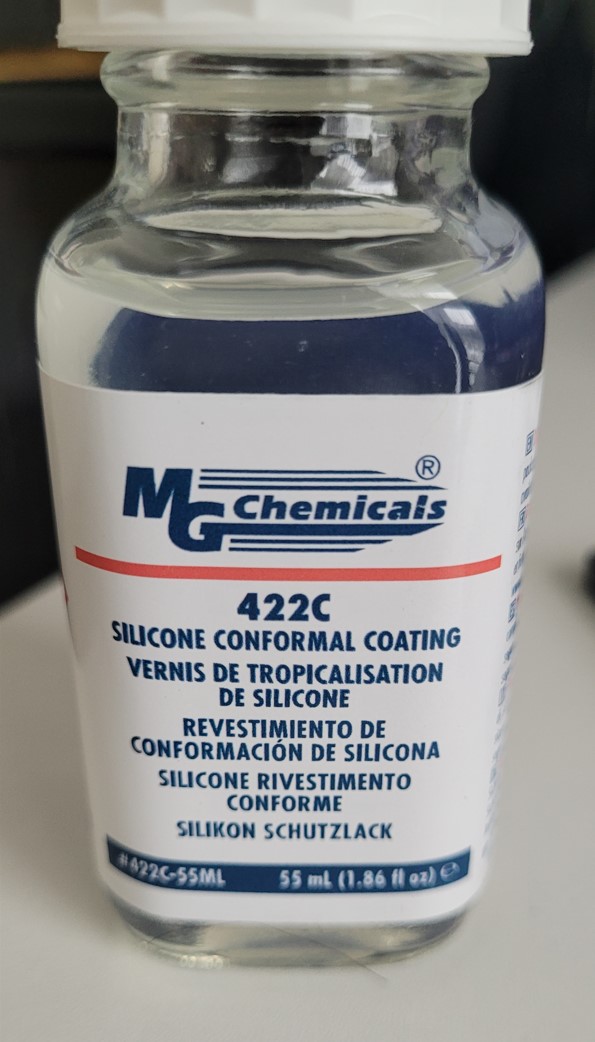 MG Chemicals ®
422C
SILICONE CONFORMAL COATING
VERNIS DE TROPICALISATION
DE SILICONE
REVESTIMIENTO DE
CONFORMACIÓN DE SILICONA
SILICONE RIVESTIMENTO
CONFORME
SILIKON SCHUTZLACK
#422C-55ML 55 mL (1.86 fl oz) ℮